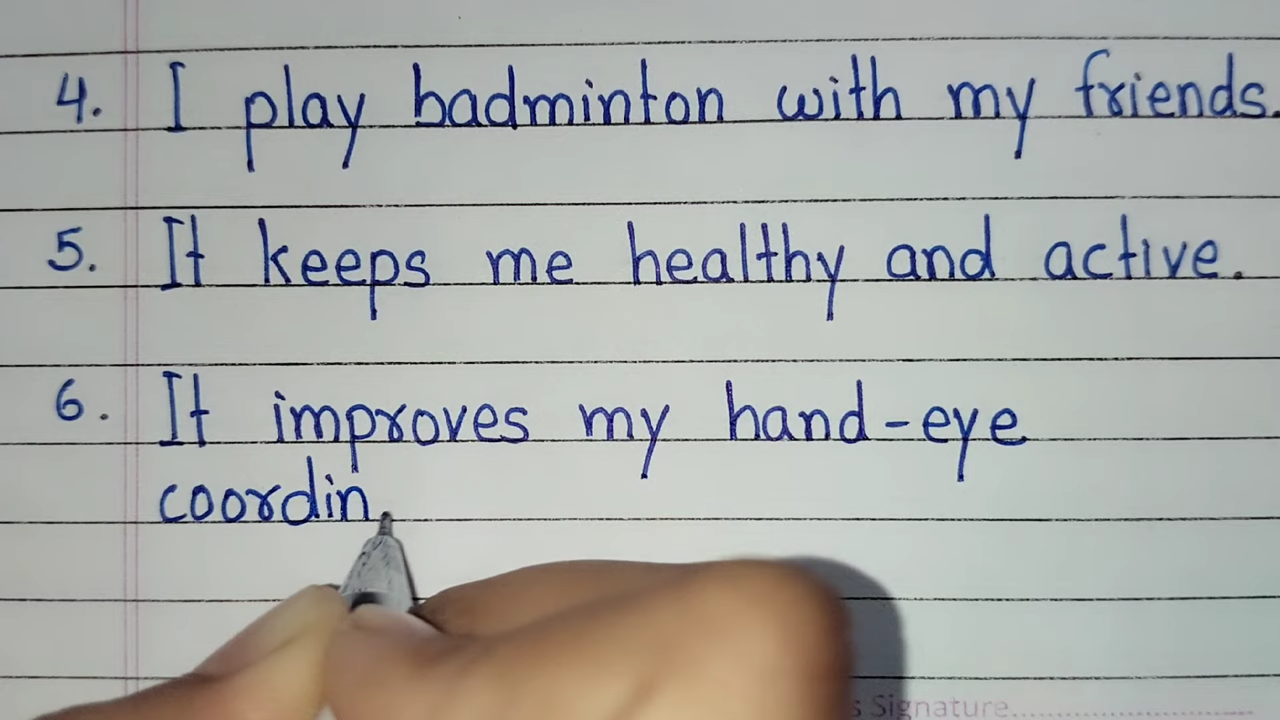 4. I play badminton with my friends.
5. It keeps me healthy and active.
6. It improves my hand-eye
coordin
s Signature....................